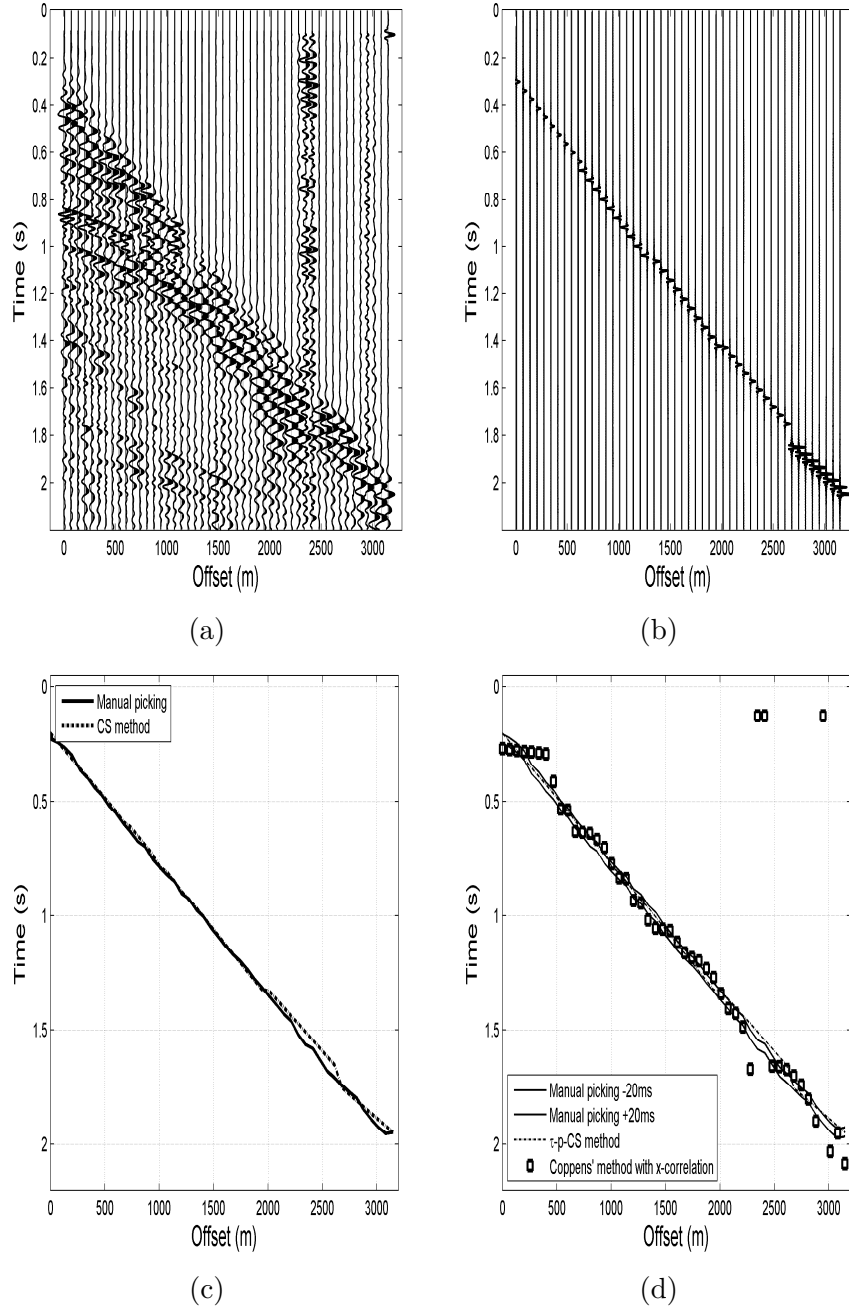 0
0.2
0.4
0.6
0.8
1
1.2
1.4
1.6
1.8
2
Time (s)
0 500 1000 1500 2000 2500 3000
Offset (m)
(a)
0
0.2
0.4
0.6
0.8
1
1.2
1.4
1.6
1.8
2
Time (s)
0 500 1000 1500 2000 2500 3000
Offset (m)
(b)
Manual picking
CS method
0
0.5
1
1.5
2
Time (s)
0 500 1000 1500 2000 2500 3000
Offset (m)
(c)
0
0.5
1
1.5
2
Time (s)
Manual picking -20ms
Manual picking +20ms
τ-p-CS method
Coppens' method with x-correlation
0 500 1000 1500 2000 2500 3000
Offset (m)
(d)